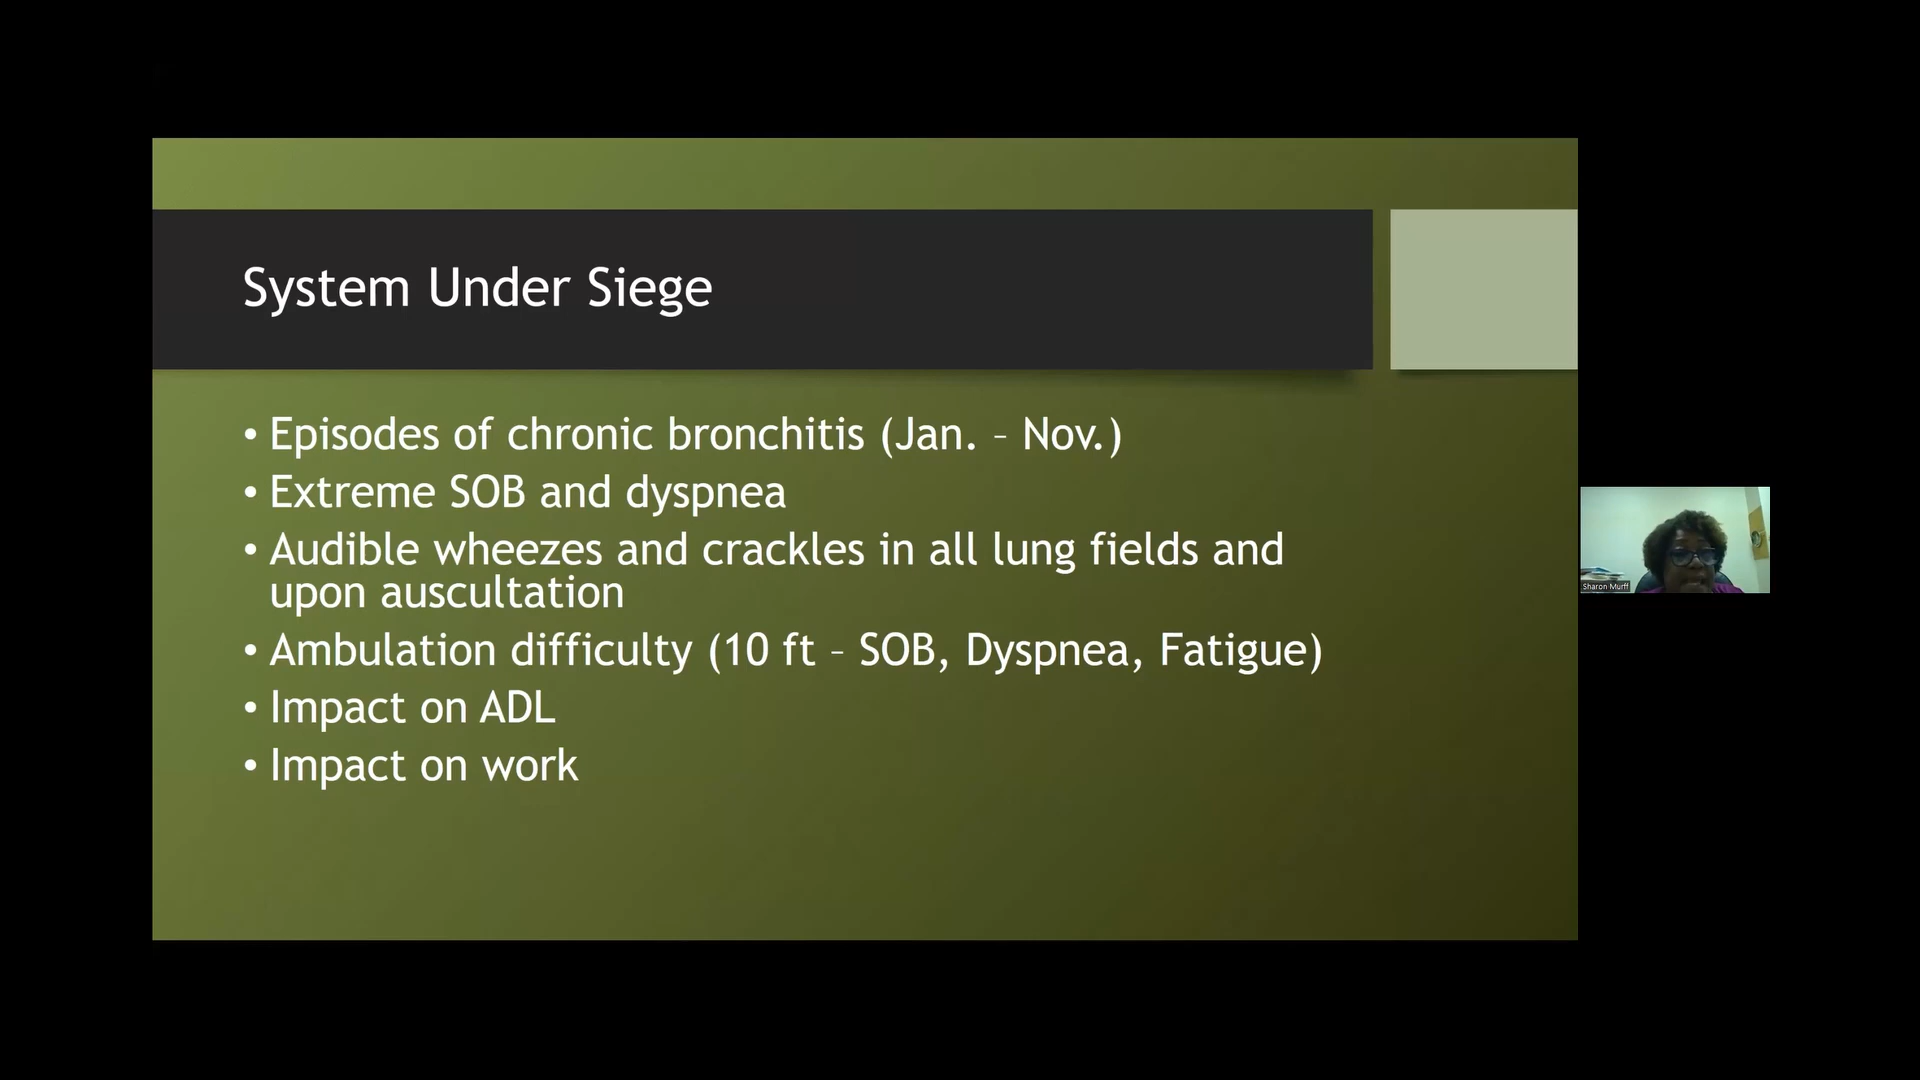 System Under Siege
• Episodes of chronic bronchitis (Jan. – Nov.)
• Extreme SOB and dyspnea
• Audible wheezes and crackles in all lung fields and
upon auscultation
• Ambulation difficulty (10 ft – SOB, Dyspnea, Fatigue)
• Impact on ADL
• Impact on work
Sharon Murff